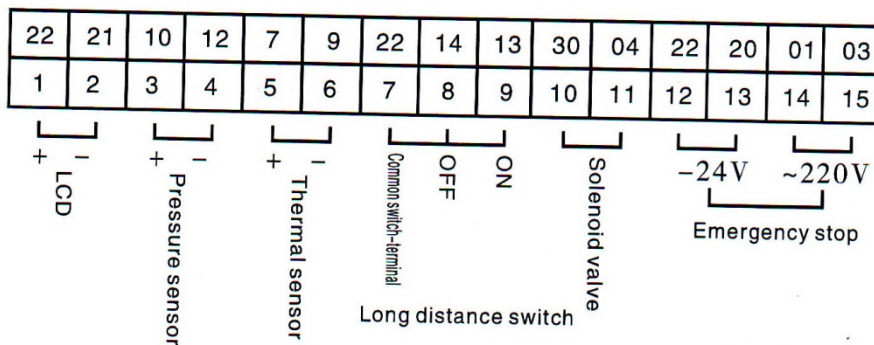 22 21 10 12 7 9 22 14 13 30 04 22 20 01 03
1 2 3 4 5 6 7 8 9 10 11 12 13 14 15
+ −
LCD
+ −
Pressure sensor
+ −
Thermal sensor
Common switch-terminal
OFF
ON
Long distance switch
Solenoid valve
−24V ~220V
Emergency stop